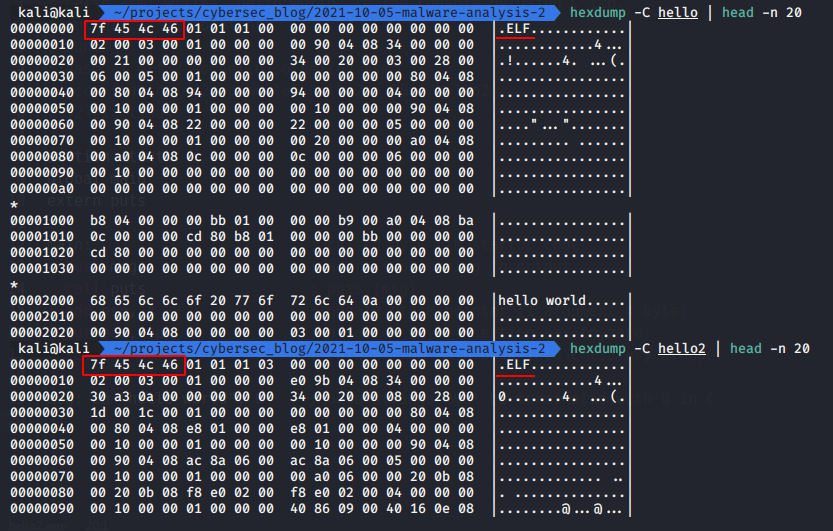 kali@kali ~/projects/cybersec_blog/2021-10-05-malware-analysis-2 hexdump -C hello | head -n 20
00000000 7f 45 4c 46 01 01 01 00 00 00 00 00 00 00 00 00 |.ELF............|
00000010 02 00 03 00 01 00 00 00 00 90 04 08 34 00 00 00 |............4...|
00000020 00 21 00 00 00 00 00 00 34 00 20 00 03 00 28 00 |.!......4. ...(.|
00000030 06 00 05 00 01 00 00 00 00 00 00 00 00 80 04 08 |................|
00000040 00 80 04 08 94 00 00 00 94 00 00 00 04 00 00 00 |................|
00000050 00 10 00 00 01 00 00 00 00 10 00 00 00 90 04 08 |................|
00000060 00 90 04 08 22 00 00 00 22 00 00 00 05 00 00 00 |...."...".......|
00000070 00 10 00 00 01 00 00 00 00 20 00 00 00 a0 04 08 |......... ......|
00000080 00 a0 04 08 0c 00 00 00 0c 00 00 00 06 00 00 00 |................|
00000090 00 10 00 00 00 00 00 00 00 00 00 00 00 00 00 00 |................|
000000a0 00 00 00 00 00 00 00 00 00 00 00 00 00 00 00 00 |................|
*
extern puts
00001000 b8 04 00 00 00 bb 01 00 00 00 b9 00 a0 04 08 ba |................|
00001010 0c 00 00 00 cd 80 b8 01 00 00 00 bb 00 00 00 00 |................|
00001020 cd 80 00 00 00 00 00 00 00 00 00 00 00 00 00 00 |................|
00001030 00 00 00 00 00 00 00 00 00 00 00 00 00 00 00 00 |................|
*
puts
00002000 68 65 6c 6c 6f 20 77 6f 72 6c 64 0a 00 00 00 00 |hello world.....|
00002010 00 00 00 00 00 00 00 00 00 00 00 00 00 00 00 00 |................|
00002020 00 90 04 08 00 00 00 00 03 00 01 00 00 00 00 00 |................|
kali@kali ~/projects/cybersec_blog/2021-10-05-malware-analysis-2 hexdump -C hello2 | head -n 20
00000000 7f 45 4c 46 01 01 01 03 00 00 00 00 00 00 00 00 |.ELF............|
00000010 02 00 03 00 01 00 00 00 e0 9b 04 08 34 00 00 00 |............4...|
00000020 30 a3 0a 00 00 00 00 00 34 00 20 00 08 00 28 00 |0.......4. ...(.|
00000030 1d 00 1c 00 01 00 00 00 00 00 00 00 00 80 04 08 |................|
00000040 00 80 04 08 e8 01 00 00 e8 01 00 00 04 00 00 00 |................|
00000050 00 10 00 00 01 00 00 00 00 10 00 00 00 90 04 08 |................|
00000060 00 90 04 08 ac 8a 06 00 ac 8a 06 00 05 00 00 00 |................|
00000070 00 10 00 00 01 00 00 00 00 a0 06 00 00 20 0b 08 |............. ..|
00000080 00 20 0b 08 f8 e0 02 00 f8 e0 02 00 04 00 00 00 |. ..............|
00000090 00 10 00 00 01 00 00 00 40 86 09 00 40 16 0e 08 |........@...@...|